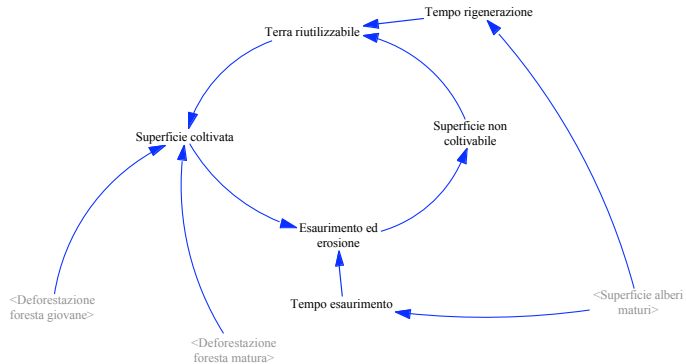 Tempo rigenerazione
Terra riutilizzabile
Superficie coltivata
Superficie non
coltivabile
Esaurimento ed
erosione
<Deforestazione
foresta giovane>
Tempo esaurimento
<Superficie alberi
maturi>
<Deforestazione
foresta matura>